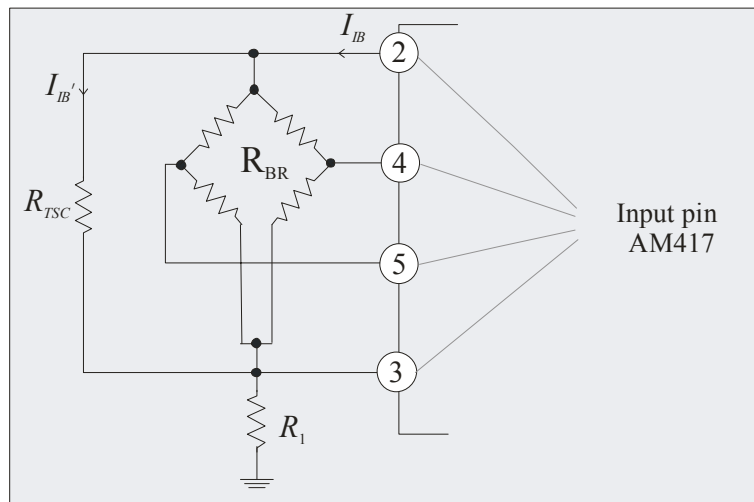 I_IB
2
I_IB'
4
R_BR
R_TSC
Input pin
AM417
5
3
R_1